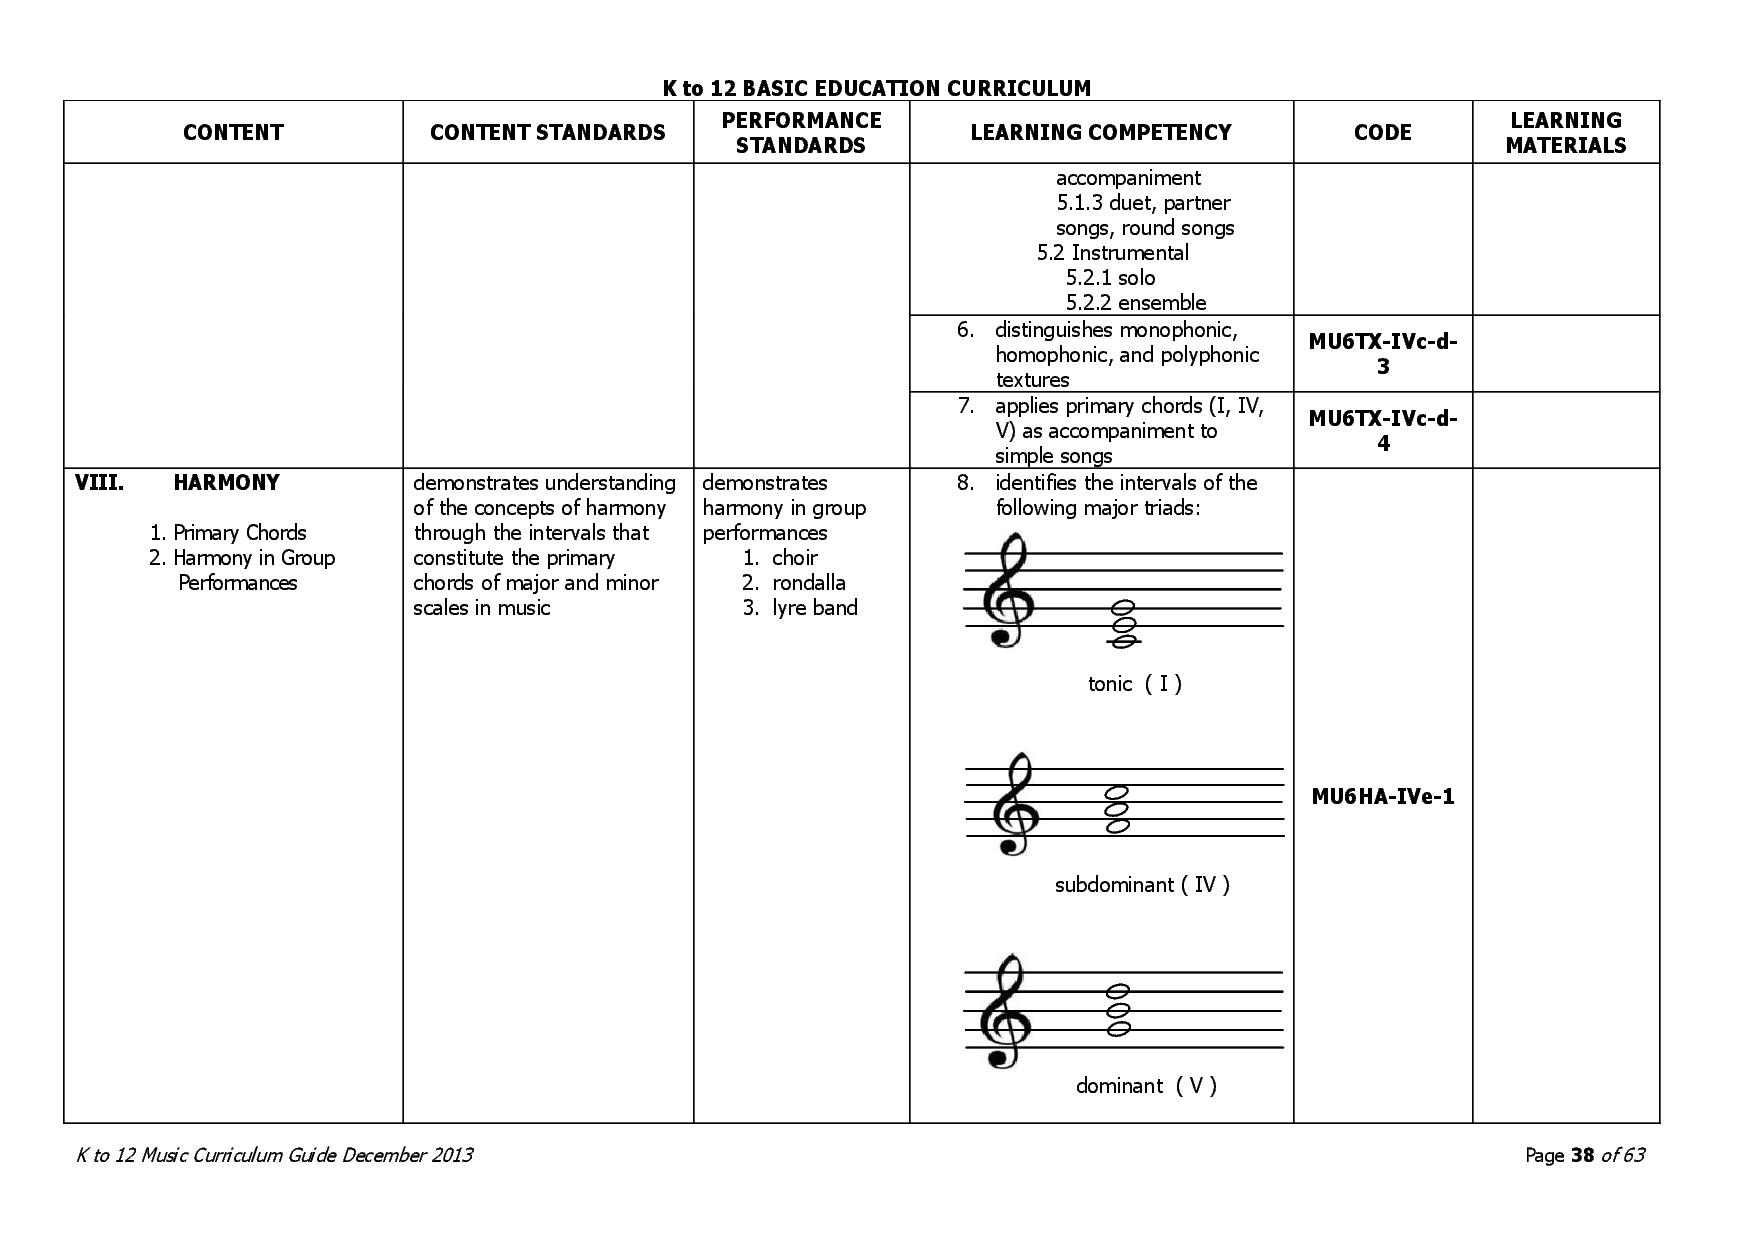 K to 12 BASIC EDUCATION CURRICULUM
CONTENT
CONTENT STANDARDS
PERFORMANCE
STANDARDS
LEARNING COMPETENCY
CODE
LEARNING
MATERIALS
accompaniment
5.1.3 duet, partner
songs, round songs
5.2 Instrumental
5.2.1 solo
5.2.2 ensemble
6. distinguishes monophonic,
homophonic, and polyphonic
textures
MU6TX-IVc-d-
3
7. applies primary chords (I, IV,
V) as accompaniment to
simple songs
MU6TX-IVc-d-
4
VIII. HARMONY
1. Primary Chords
2. Harmony in Group
Performances
demonstrates understanding
of the concepts of harmony
through the intervals that
constitute the primary
chords of major and minor
scales in music
demonstrates
harmony in group
performances
1. choir
2. rondalla
3. lyre band
8. identifies the intervals of the
following major triads:
tonic ( I )
subdominant ( IV )
dominant ( V )
MU6HA-IVe-1
K to 12 Music Curriculum Guide December 2013
Page 38 of 63